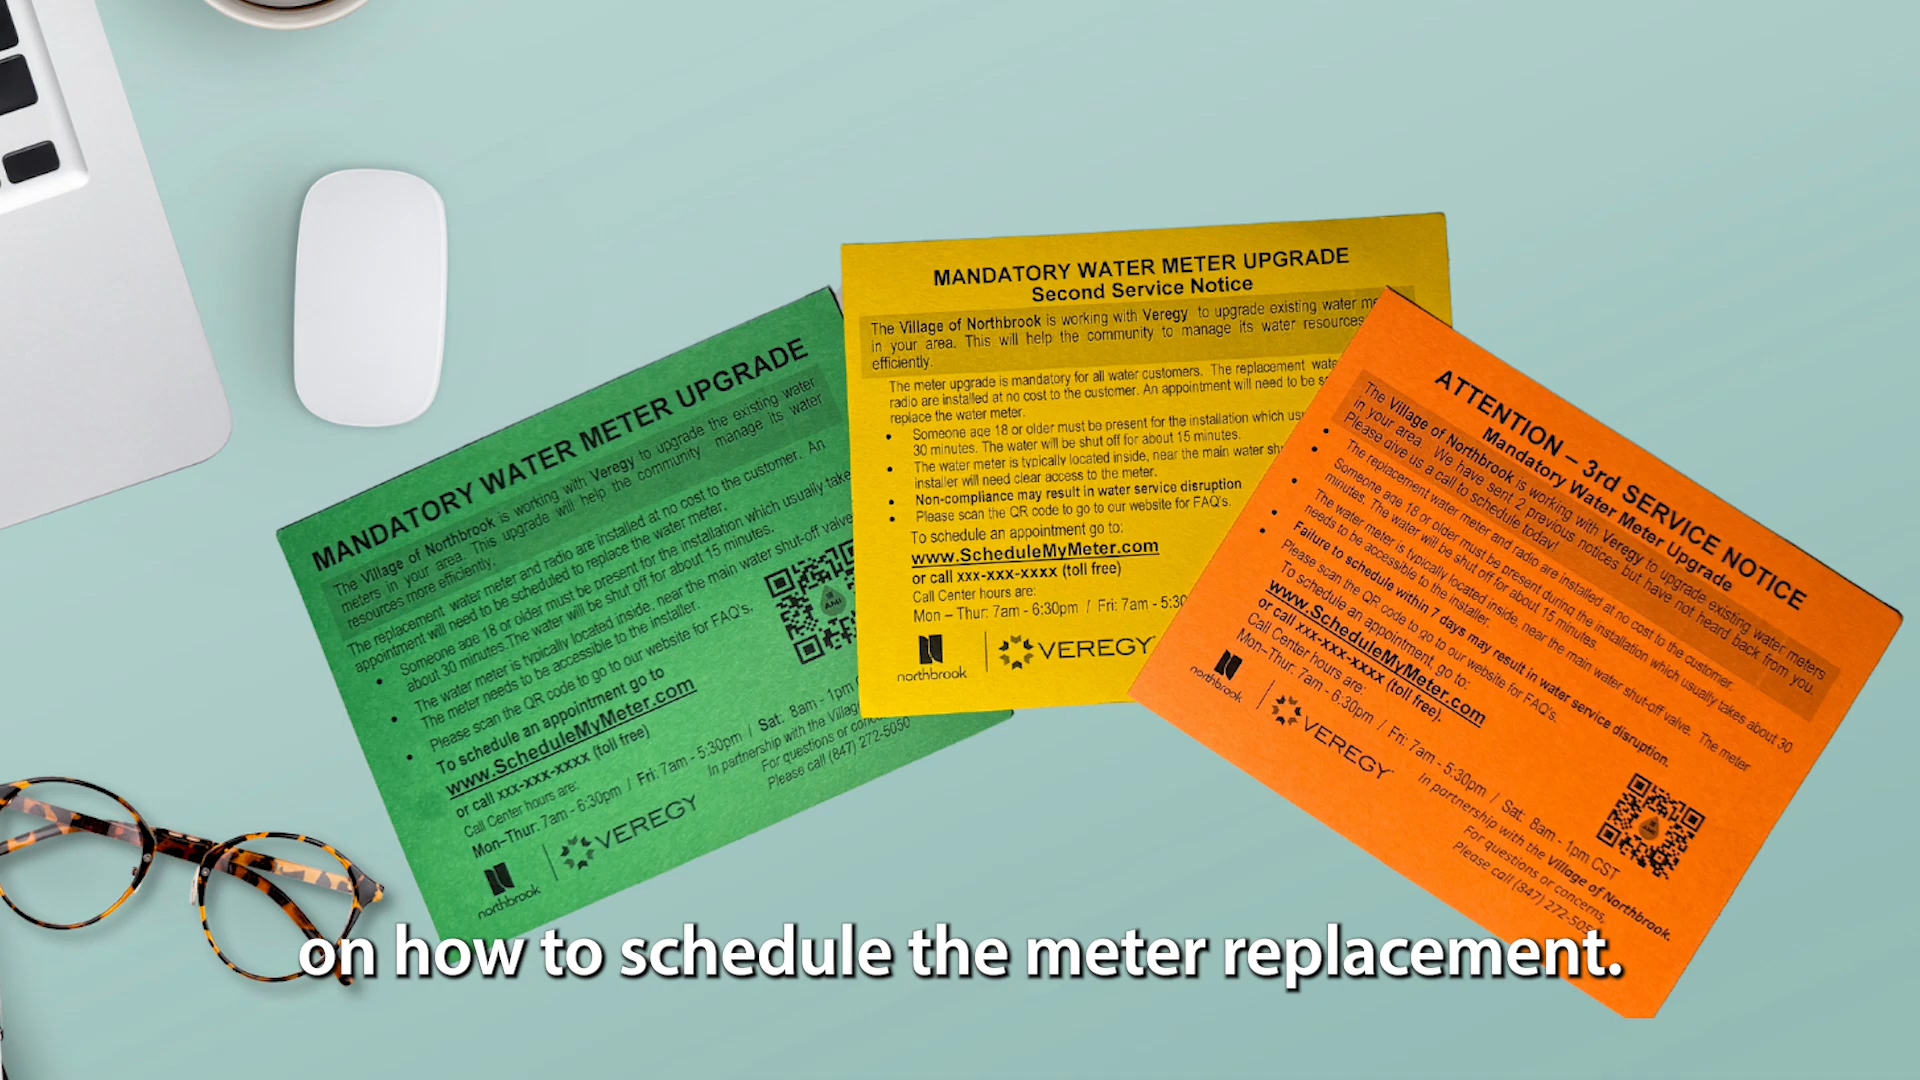 MANDATORY WATER METER UPGRADE
The Village of Northbrook is working with Veregy to upgrade the existing water
meters in your area. This upgrade will help the community manage its water
resources more efficiently.
The replacement water meter and radio are installed at no cost to the customer. An
appointment will need to be scheduled to replace the water meter.
• Someone age 18 or older must be present for the installation which usually take
about 30 minutes. The water will be shut off for about 15 minutes.
• The water meter is typically located inside, near the main water shut-off valve
The meter needs to be accessible to the installer.
• Please scan the QR code to go to our website for FAQ's.
To schedule an appointment go to
www.ScheduleMyMeter.com
or call xxx-xxx-xxxx (toll free)
Call Center hours are:
Mon–Thur: 7am - 6:30pm / Fri: 7am - 5:30pm / Sat: 8am - 1pm
In partnership with the Villag
For questions or conc
Please call (847) 272-5050
northbrook
VEREGY
MANDATORY WATER METER UPGRADE
Second Service Notice
The Village of Northbrook is working with Veregy to upgrade existing water me
in your area. This will help the community to manage its water resources
efficiently.
The meter upgrade is mandatory for all water customers. The replacement wate
radio are installed at no cost to the customer. An appointment will need to be s
replace the water meter.
• Someone age 18 or older must be present for the installation which usu
30 minutes. The water will be shut off for about 15 minutes.
• The water meter is typically located inside, near the main water sh
installer will need clear access to the meter.
• Non-compliance may result in water service disruption
• Please scan the QR code to go to our website for FAQ's.
To schedule an appointment go to:
www.ScheduleMyMeter.com
or call xxx-xxx-xxxx (toll free)
Call Center hours are:
Mon – Thur: 7am - 6:30pm / Fri: 7am - 5:30
northbrook
VEREGY
ATTENTION – 3rd SERVICE NOTICE
Mandatory Water Meter Upgrade
The Village of Northbrook is working with Veregy to upgrade existing water meters
in your area. We have sent 2 previous notices but have not heard back from you.
Please give us a call to schedule today!
• The replacement water meter and radio are installed at no cost to the customer.
• Someone age 18 or older must be present during the installation which usually takes about 30
minutes. The water will be shut off for about 15 minutes.
• The water meter is typically located inside, near the main water shut-off valve. The meter
needs to be accessible to the installer.
• Failure to schedule within 7 days may result in water service disruption.
• Please scan the QR code to go to our website for FAQ's.
To schedule an appointment, go to:
www.ScheduleMyMeter.com
or call xxx-xxx-xxxx (toll free).
Call Center hours are:
Mon–Thur: 7am - 6:30pm / Fri: 7am - 5:30pm / Sat: 8am - 1pm CST
In partnership with the Village of Northbrook.
For questions or concerns,
Please call (847) 272-505
northbrook
VEREGY
on how to schedule the meter replacement.